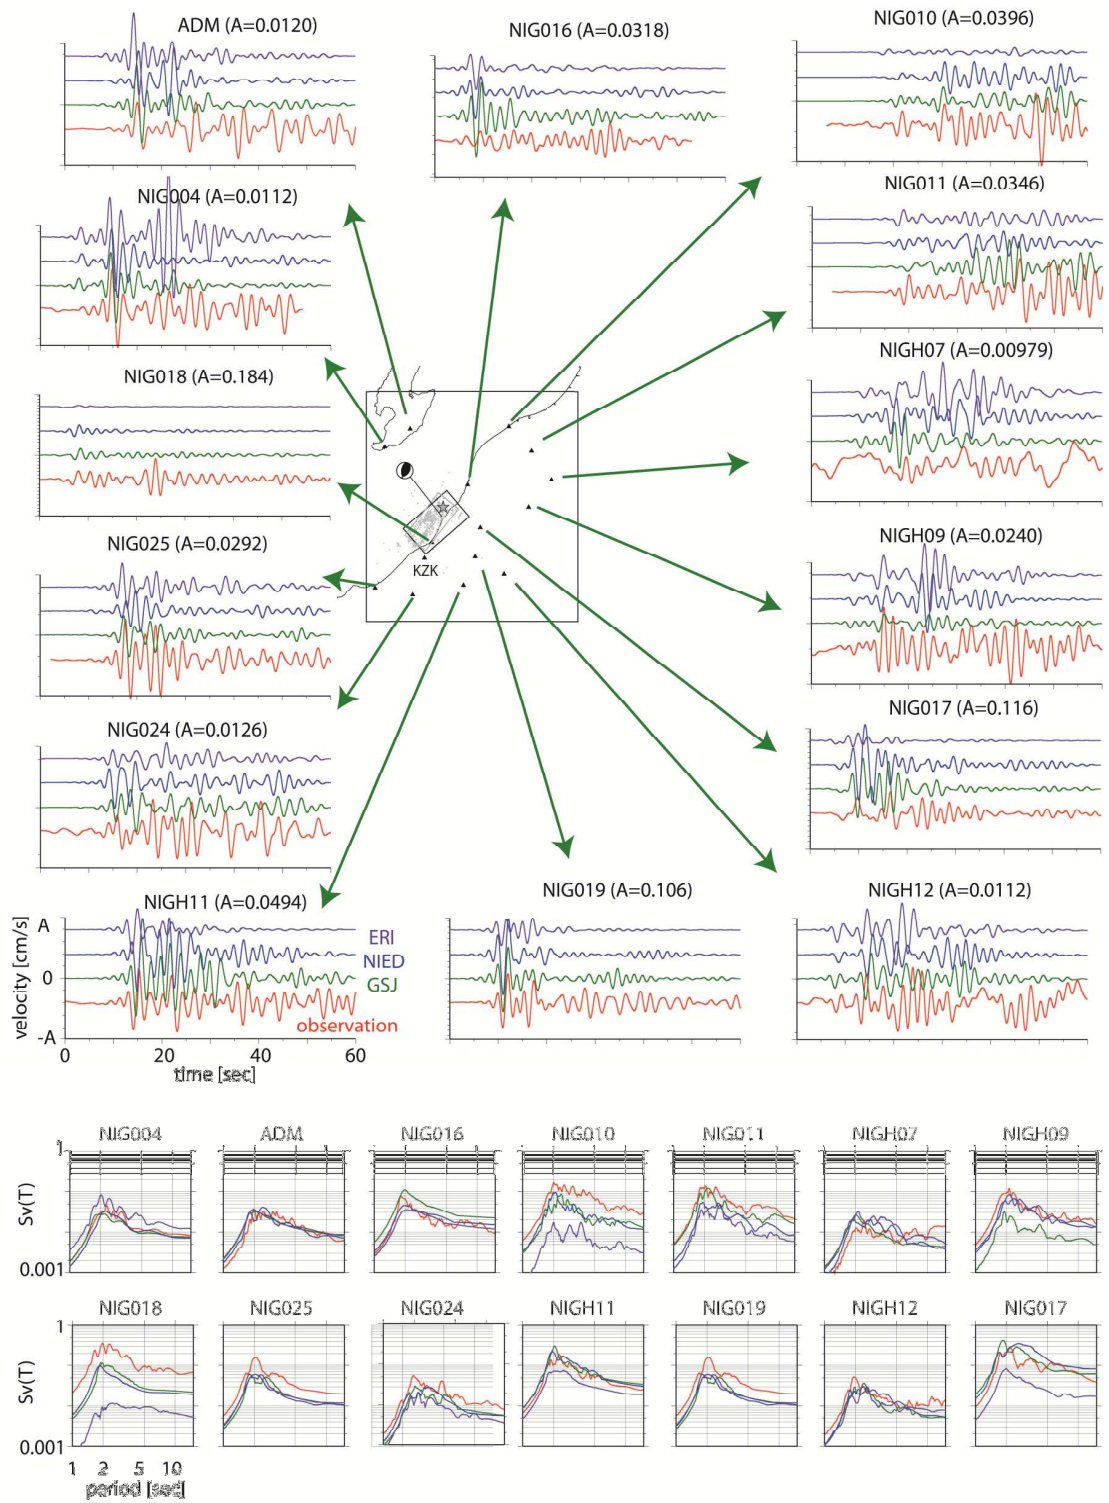 ADM (A=0.0120)
NIG016 (A=0.0318)
NIG010 (A=0.0396)
NIG004 (A=0.0112)
NIG011 (A=0.0346)
NIG018 (A=0.184)
NIGH07 (A=0.00979)
NIG025 (A=0.0292)
KZK
NIGH09 (A=0.0240)
NIG024 (A=0.0126)
NIG017 (A=0.116)
NIGH11 (A=0.0494)
NIG019 (A=0.106)
NIGH12 (A=0.0112)
velocity [cm/s]
A
0
-A
ERI
NIED
GSJ
observation
0 20 40 60
time [sec]
NIG004 ADM NIG016 NIG010 NIG011 NIGH07 NIGH09
1
Sv(T)
0.001
NIG018 NIG025 NIG024 NIGH11 NIG019 NIGH12 NIG017
1
Sv(T)
0.001
1 2 5 10
period [sec]